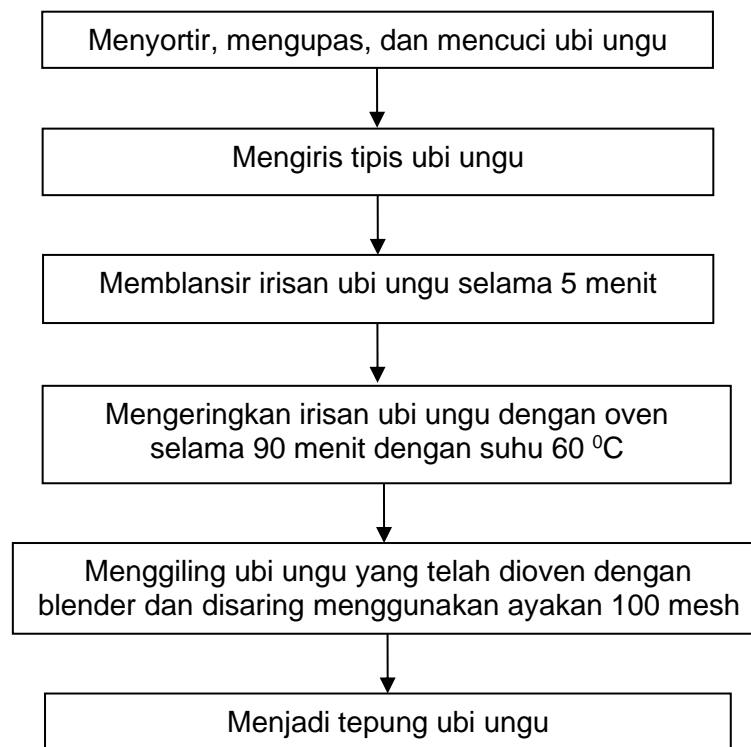 Menyortir, mengupas, dan mencuci ubi ungu
Mengiris tipis ubi ungu
Memblansir irisan ubi ungu selama 5 menit
Mengeringkan irisan ubi ungu dengan oven
selama 90 menit dengan suhu 60 ⁰C
Menggiling ubi ungu yang telah dioven dengan
blender dan disaring menggunakan ayakan 100 mesh
Menjadi tepung ubi ungu